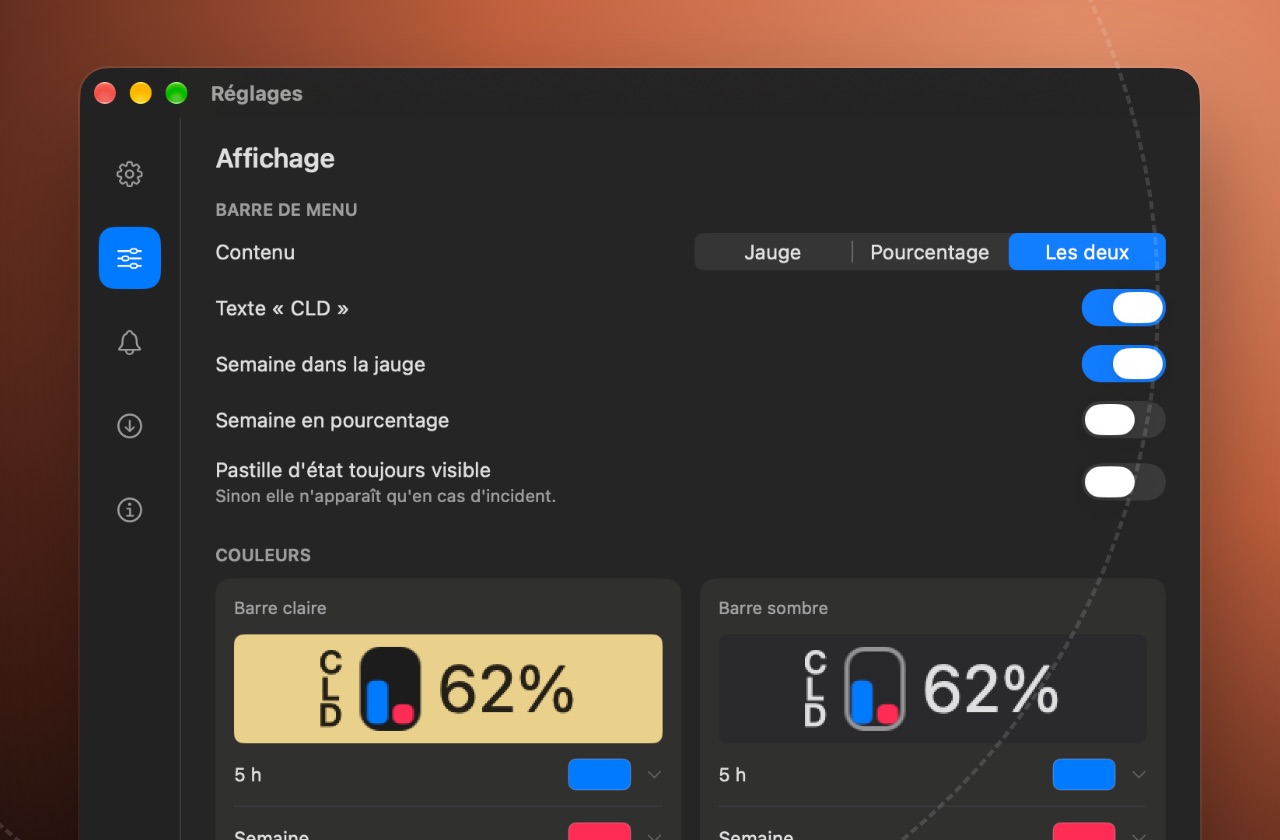 Réglages
Affichage
BARRE DE MENU
Contenu
Jauge
Pourcentage
Les deux
Texte « CLD »
Semaine dans la jauge
Semaine en pourcentage
Pastille d'état toujours visible
Sinon elle n'apparaît qu'en cas d'incident.
COULEURS
Barre claire
CLD
62%
Barre sombre
CLD
62%
5 h
5 h
Semaine
Semaine